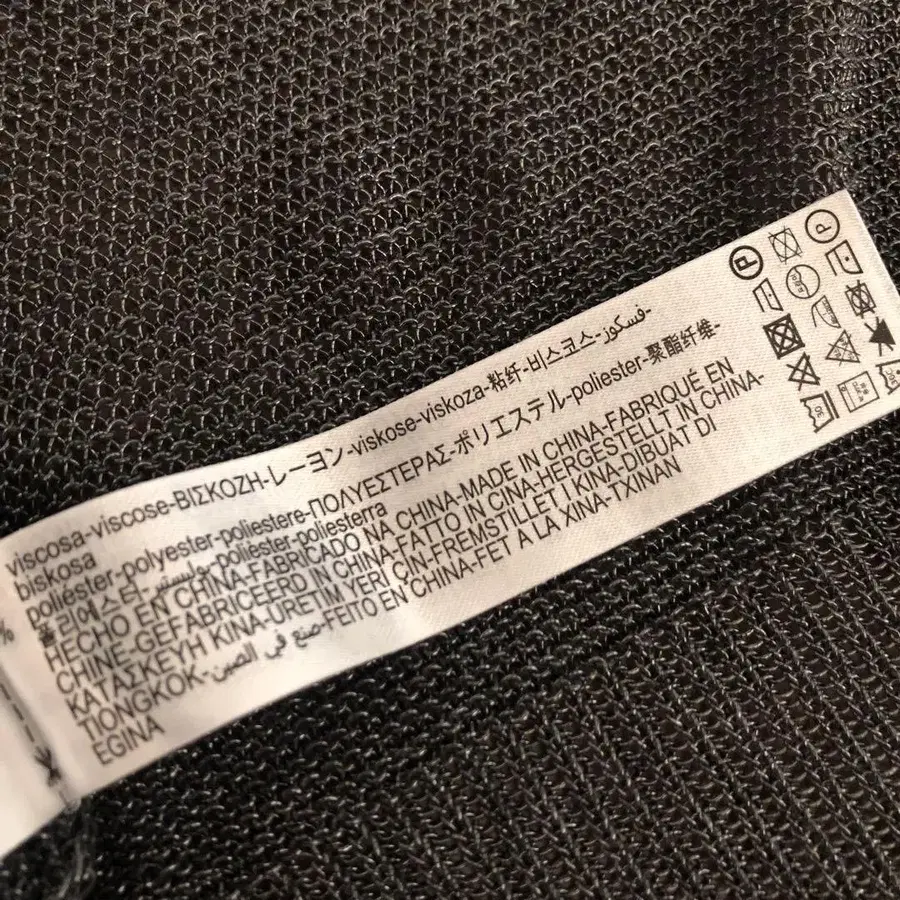 viscosa-viscose-ΒΙΣΚΟΖΗ-レーヨン-viskose-viskoza-粘纤-비스코스-فسكوز-
biskosa
poliéster-polyester-poliestere-ΠΟΛΥΕΣΤΕΡΑΣ-ポリエステル-poliester-聚酯纤维-
폴리에스터-بوليستير-poliester-poliesterra
HECHO EN CHINA-FABRICADO NA CHINA-MADE IN CHINA-FABRIQUÉ EN
CHINE-GEFABRICEERD IN CHINA-FATTO IN CINA-HERGESTELLT IN CHINA-
ΚΑΤΑΣΚΕΥΗ ΚΙΝΑ-URETIM YERI CIN-FREMSTILLET I KINA-DIBUAT DI
TIONGKOK-صنع في الصين-FEITO EN CHINA-FET A LA XINA-TXINAN
EGINA
%
P
P
30